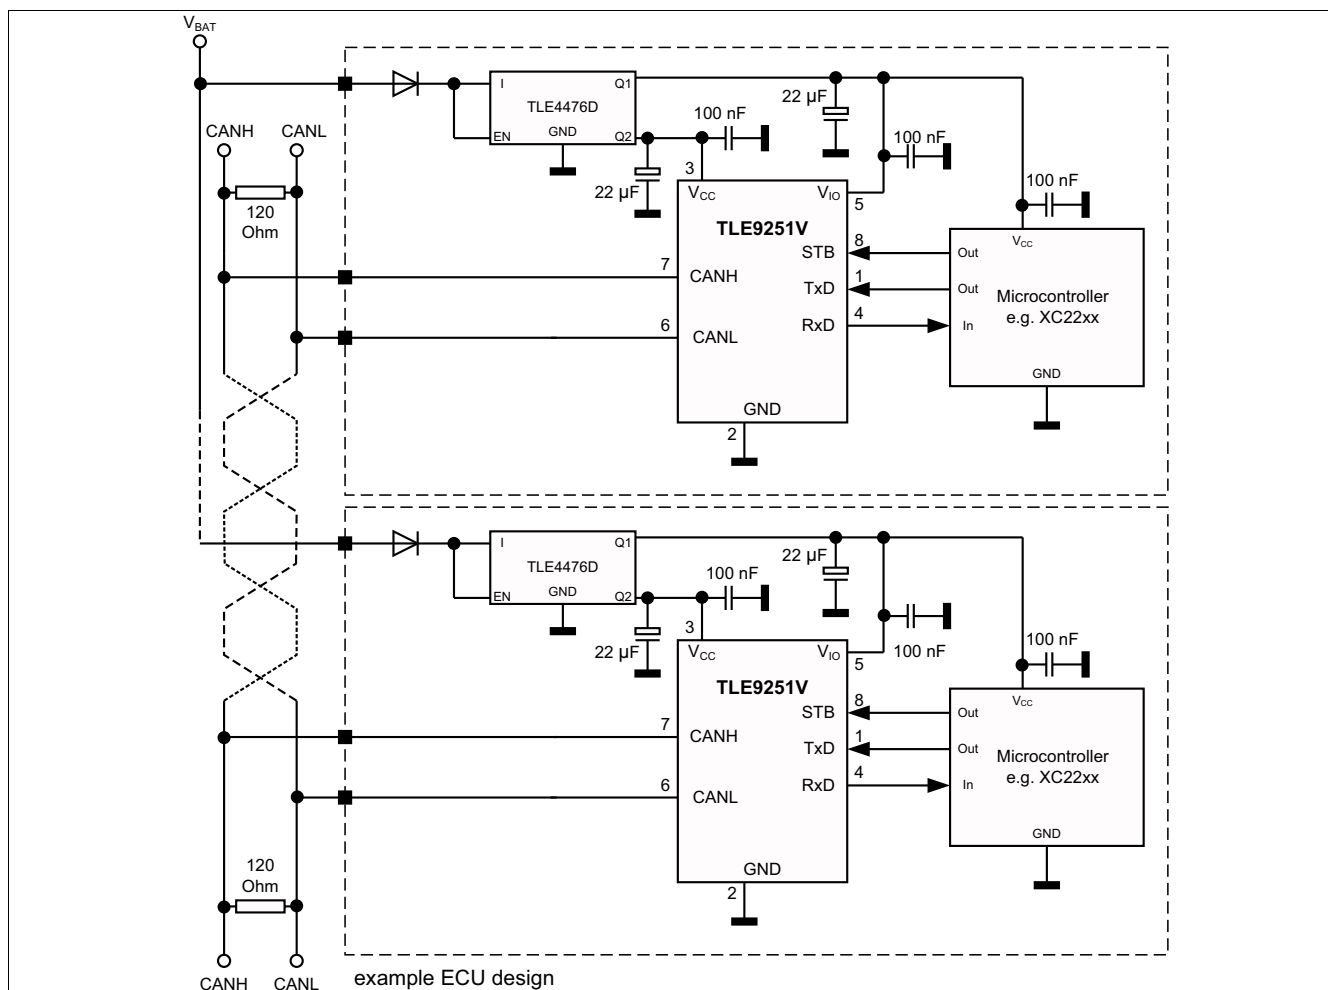 VBAT
CANH
CANL
120
Ohm
I
Q1
TLE4476D
EN
GND
Q2
22 µF
100 nF
22 µF
100 nF
100 nF
3
VCC
VIO
5
TLE9251V
STB
8
TxD
1
RxD
4
7
CANH
6
CANL
GND
2
VCC
Out
Out
In
Microcontroller
e.g. XC22xx
GND
I
Q1
TLE4476D
EN
GND
Q2
22 µF
100 nF
22 µF
100 nF
100 nF
3
VCC
VIO
5
TLE9251V
STB
8
TxD
1
RxD
4
7
CANH
6
CANL
GND
2
VCC
Out
Out
In
Microcontroller
e.g. XC22xx
GND
120
Ohm
CANH
CANL
example ECU design